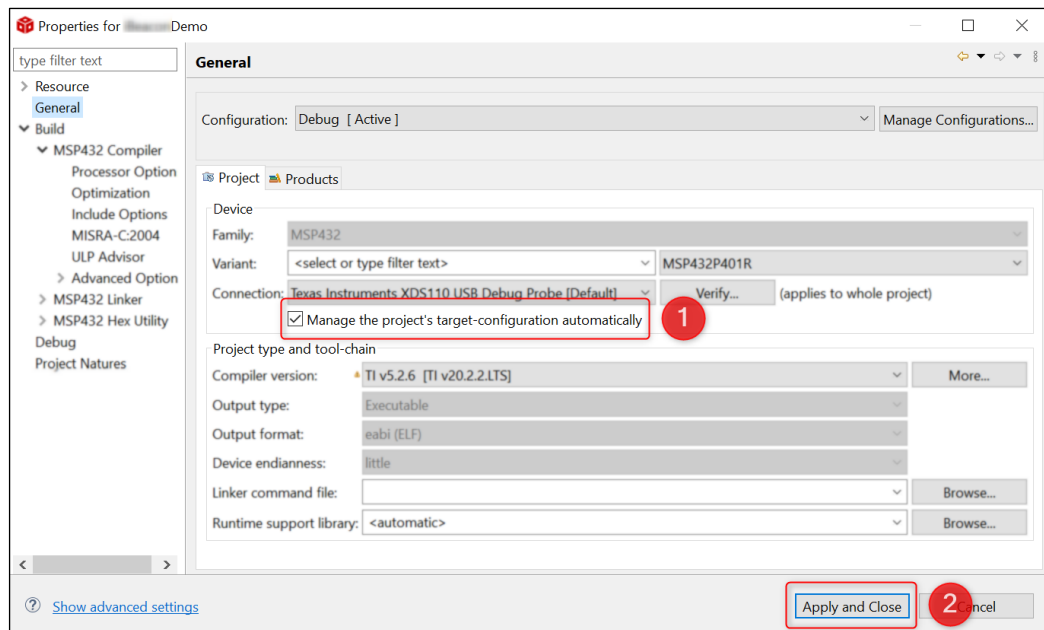 Properties for Demo
type filter text
General
Resource
General
Build
MSP432 Compiler
Processor Option
Optimization
Include Options
MISRA-C:2004
ULP Advisor
Advanced Option
MSP432 Linker
MSP432 Hex Utility
Debug
Project Natures
Configuration: Debug [ Active ] Manage Configurations...
Project Products
Device
Family: MSP432
Variant: <select or type filter text> MSP432P401R
Connection: Texas Instruments XDS110 USB Debug Probe [Default] Verify... (applies to whole project)
Manage the project's target-configuration automatically 1
Project type and tool-chain
Compiler version: TI v5.2.6 [TI v20.2.2.LTS] More...
Output type: Executable
Output format: eabi (ELF)
Device endianness: little
Linker command file: Browse...
Runtime support library: <automatic> Browse...
Show advanced settings Apply and Close 2 ncel